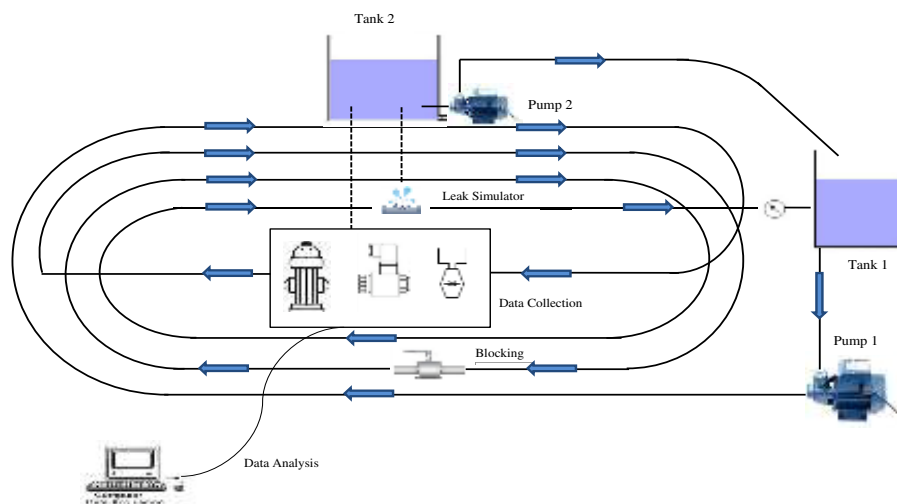 Tank 2
Pump 2
Leak Simulator
Tank 1
Data Collection
Pump 1
Blocking
Data Analysis